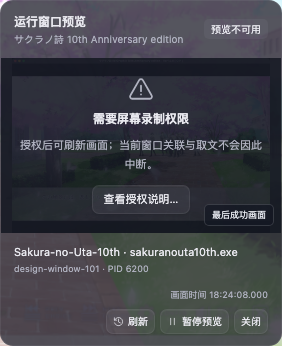 运行窗口预览
预览不可用
サクラノ詩 10th Anniversary edition
需要屏幕录制权限
授权后可刷新画面；当前窗口关联与取文不会因此
中断。
查看授权说明...
最后成功画面
Sakura-no-Uta-10th · sakuranouta10th.exe
design-window-101 · PID 6200
画面时间 18:24:08.000
刷新
暂停预览
关闭